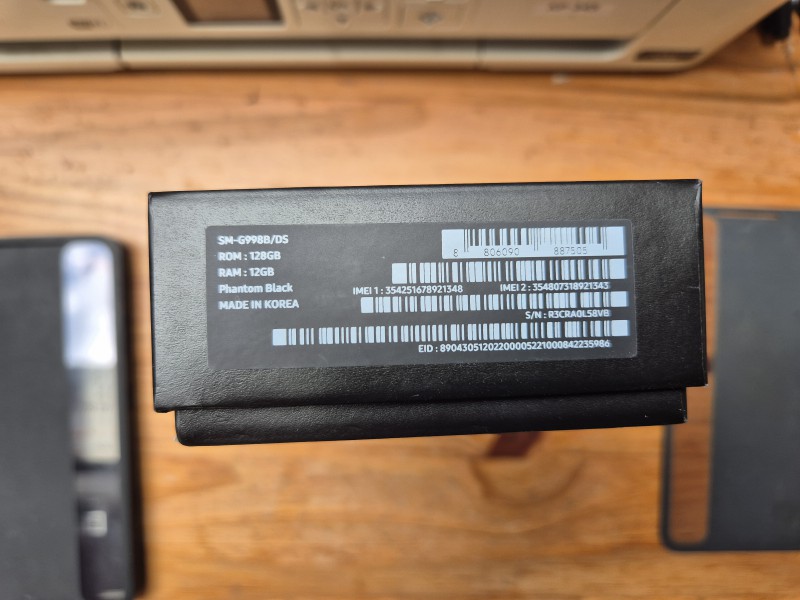 SM-G998B/DS
ROM : 128GB
RAM : 12GB
Phantom Black
MADE IN KOREA
8 806090 887505
IMEI 1 : 354251678921348 IMEI 2 : 354807318921343
S/N : R3CRA0L58VB
EID : 89043051202200005221000842235986